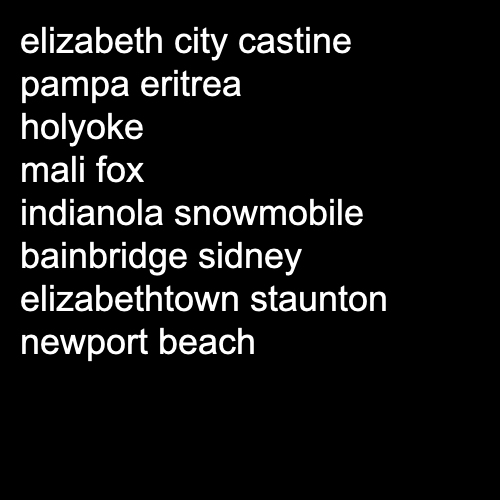 elizabeth city castine
pampa eritrea
holyoke
mali fox
indianola snowmobile
bainbridge sidney
elizabethtown staunton
newport beach